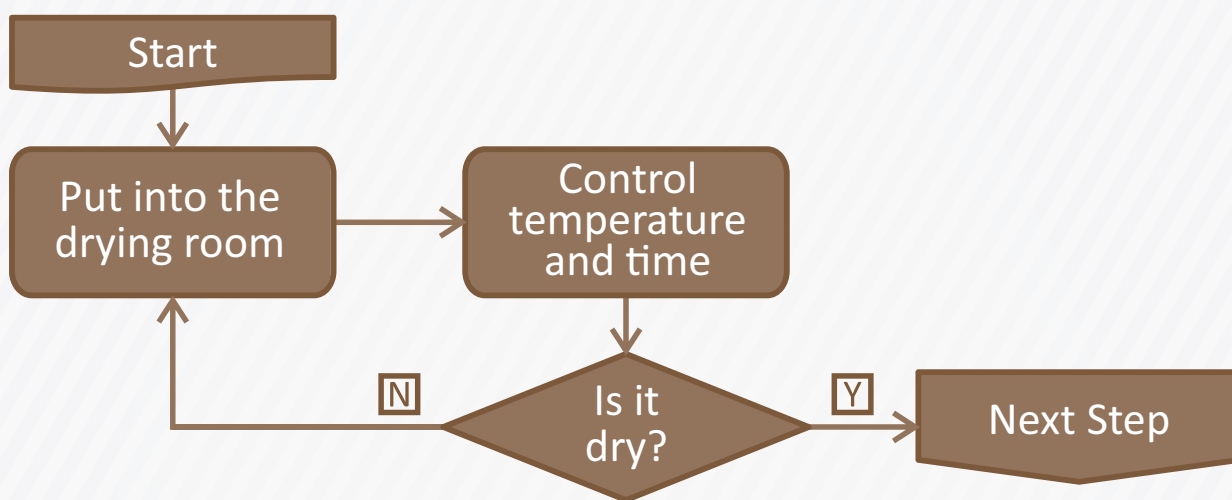 Start
Put into the
drying room
Control
temperature
and time
N
Is it
dry?
Y
Next Step